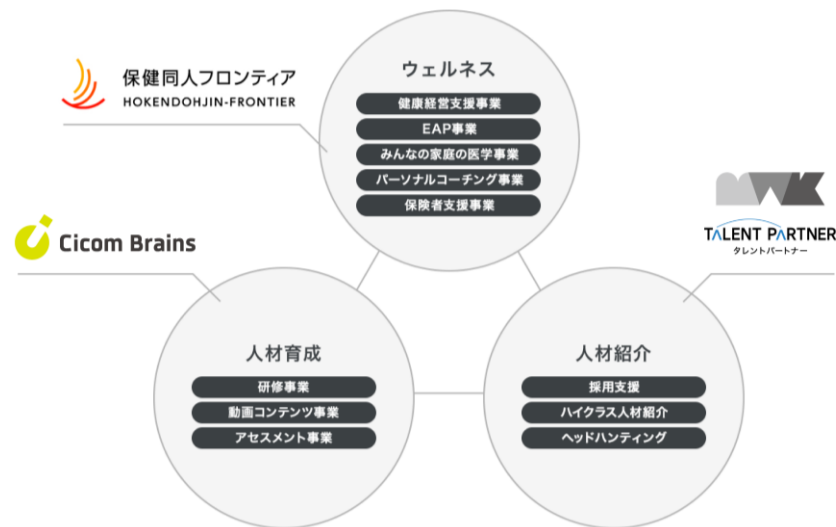 保健同人フロンティア
HOKENDOHJIN-FRONTIER
ウェルネス
健康経営支援事業
EAP事業
みんなの家庭の医学事業
パーソナルコーチング事業
保険者支援事業
MWK
TALENT PARTNER
タレントパートナー
Cicom Brains
人材育成
研修事業
動画コンテンツ事業
アセスメント事業
人材紹介
採用支援
ハイクラス人材紹介
ヘッドハンティング